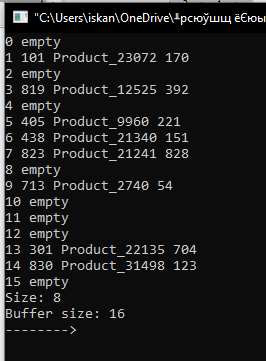 "C:\Users\iskan\OneDrive\
0 empty
1 101 Product_23072 170
2 empty
3 819 Product_12525 392
4 empty
5 405 Product_9960 221
6 438 Product_21340 151
7 823 Product_21241 828
8 empty
9 713 Product_2740 54
10 empty
11 empty
12 empty
13 301 Product_22135 704
14 830 Product_31498 123
15 empty
Size: 8
Buffer size: 16
-------->